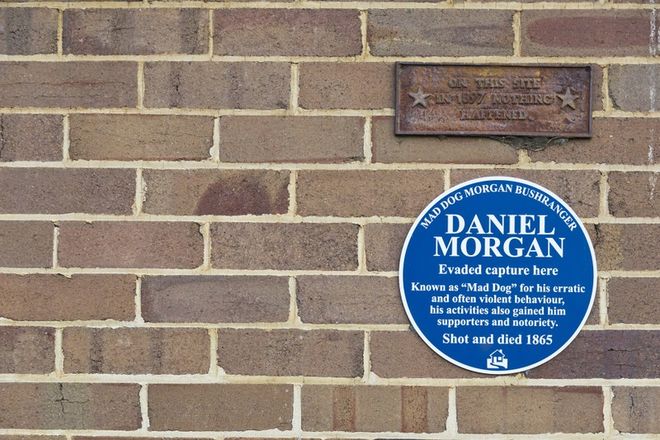 ON THIS SITE
IN 1897 NOTHING
HAPPENED.
MAD DOG MORGAN BUSHRANGER
DANIEL
MORGAN
Evaded capture here
Known as “Mad Dog” for his erratic
and often violent behaviour,
his activities also gained him
supporters and notoriety.
Shot and died 1865